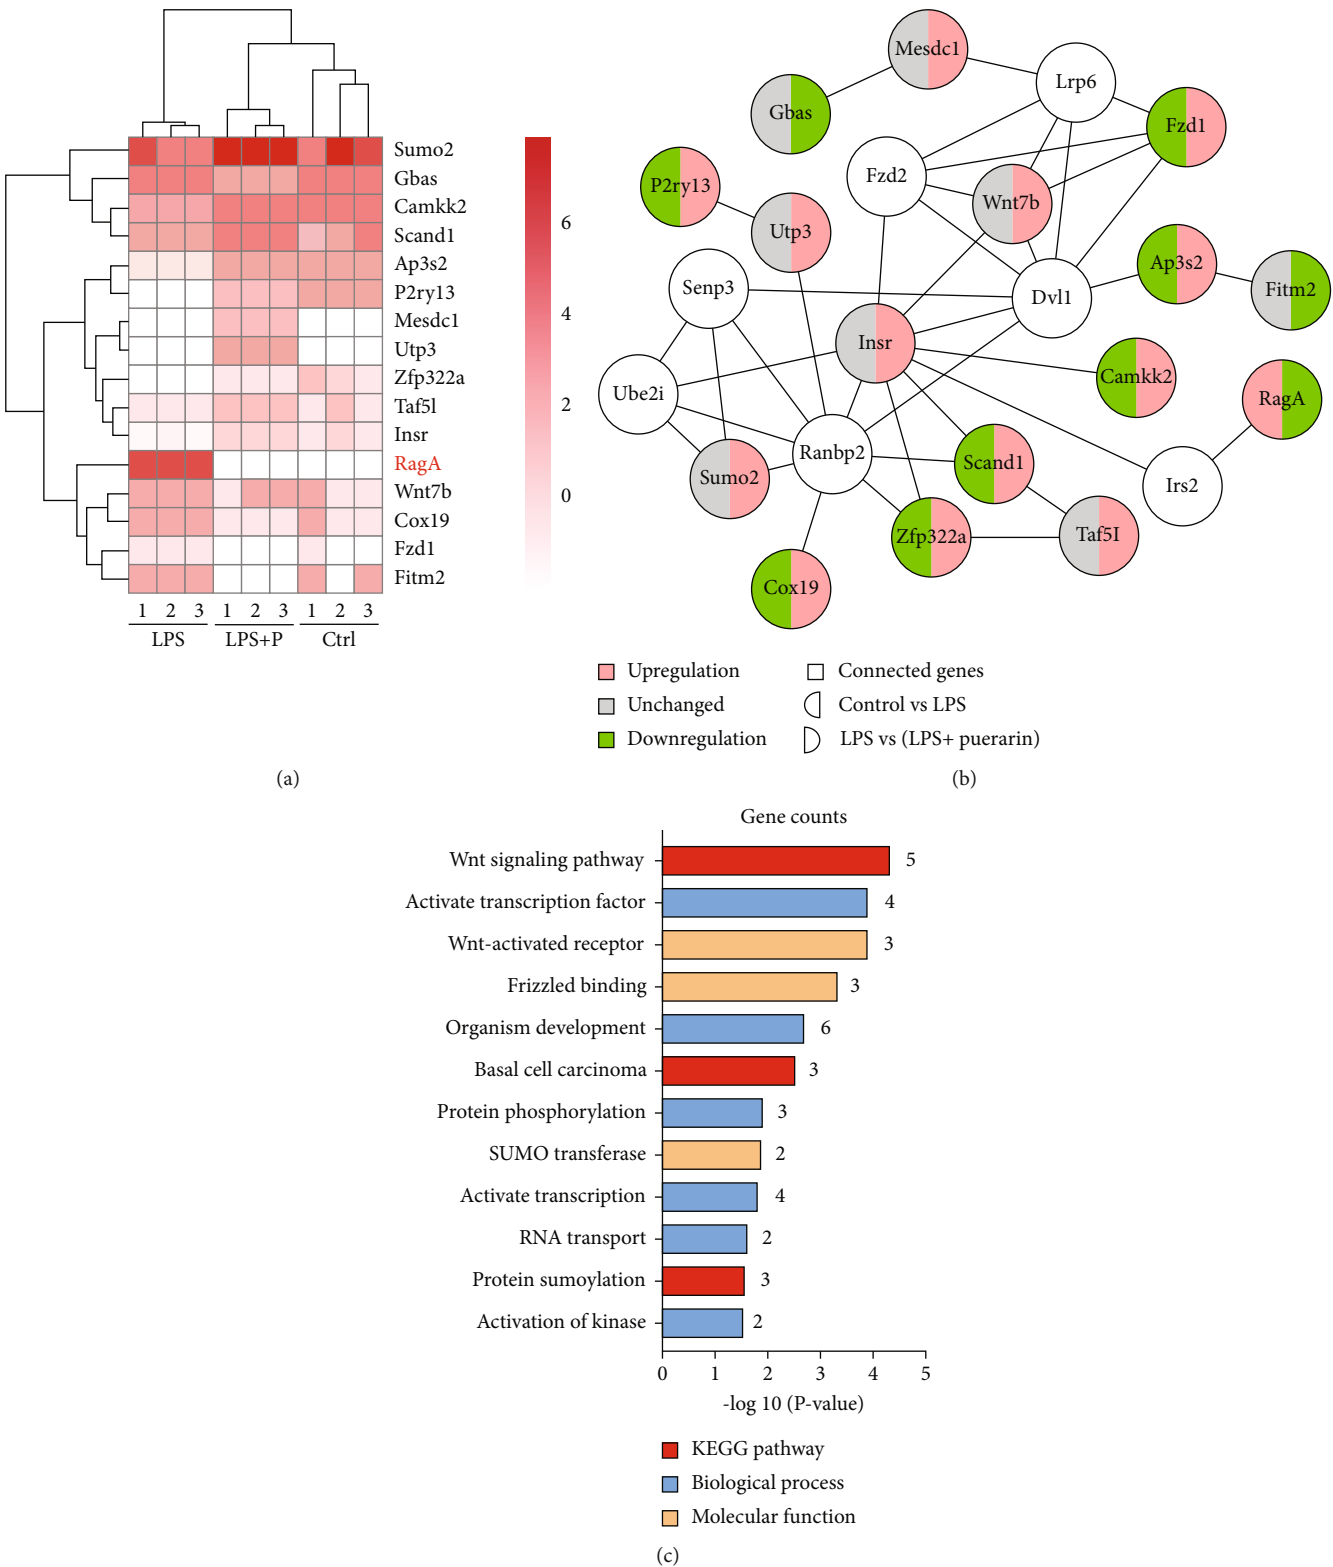 Sumo2
Gbas
Camkk2
Scand1
Ap3s2
P2ry13
Mesdc1
Utp3
Zfp322a
Taf5l
Insr
RagA
Wnt7b
Cox19
Fzd1
Fitm2
6
4
2
0
1 2 3 1 2 3 1 2 3
LPS LPS+P Ctrl
(a)
Mesdc1
Lrp6
Gbas
Fzd1
Fzd2
P2ry13
Wnt7b
Utp3
Ap3s2
Senp3
Dvl1
Fitm2
Insr
Camkk2
Ube2i
RagA
Ranbp2
Scand1
Sumo2
Irs2
Zfp322a
Taf5I
Cox19
Upregulation
Unchanged
Downregulation
Connected genes
Control vs LPS
LPS vs (LPS+ puerarin)
(b)
Gene counts
Wnt signaling pathway 5
Activate transcription factor 4
Wnt-activated receptor 3
Frizzled binding 3
Organism development 6
Basal cell carcinoma 3
Protein phosphorylation 3
SUMO transferase 2
Activate transcription 4
RNA transport 2
Protein sumoylation 3
Activation of kinase 2
0 1 2 3 4 5
-log 10 (P-value)
KEGG pathway
Biological process
Molecular function
(c)